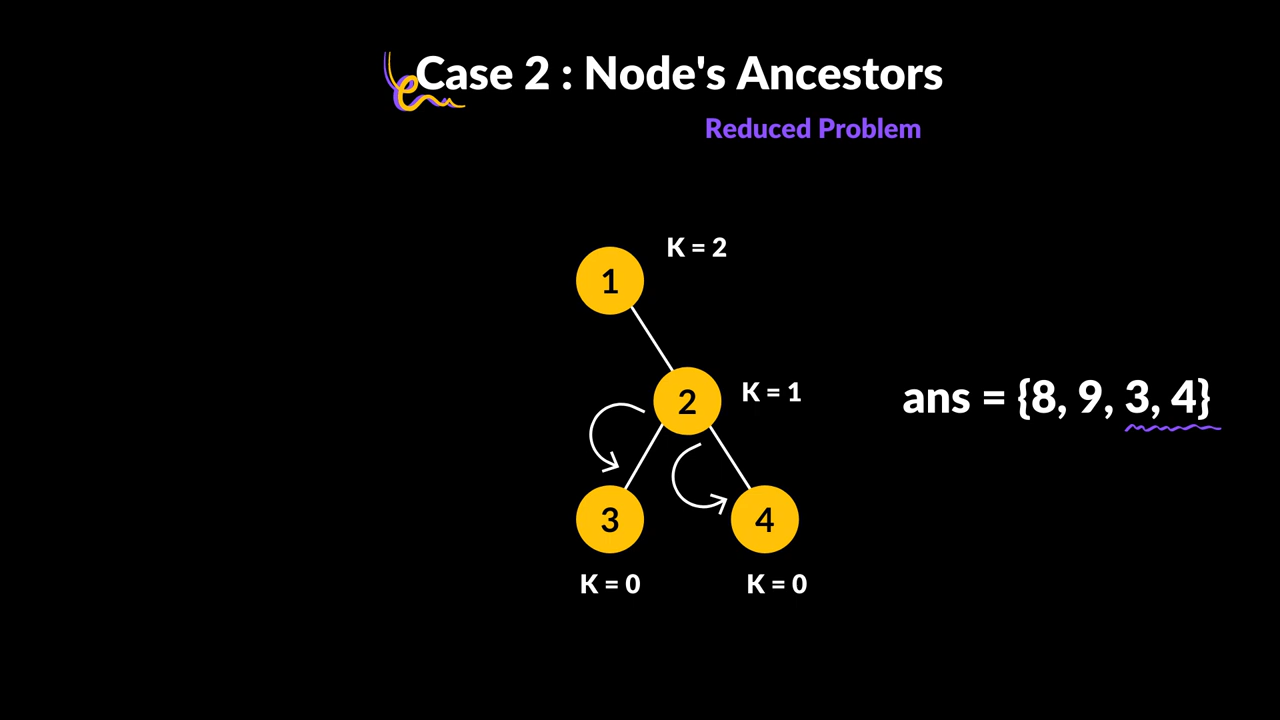 Case 2 : Node's Ancestors
Reduced Problem
K = 2
1
2
K = 1
ans = {8, 9, 3, 4}
3
4
K = 0
K = 0